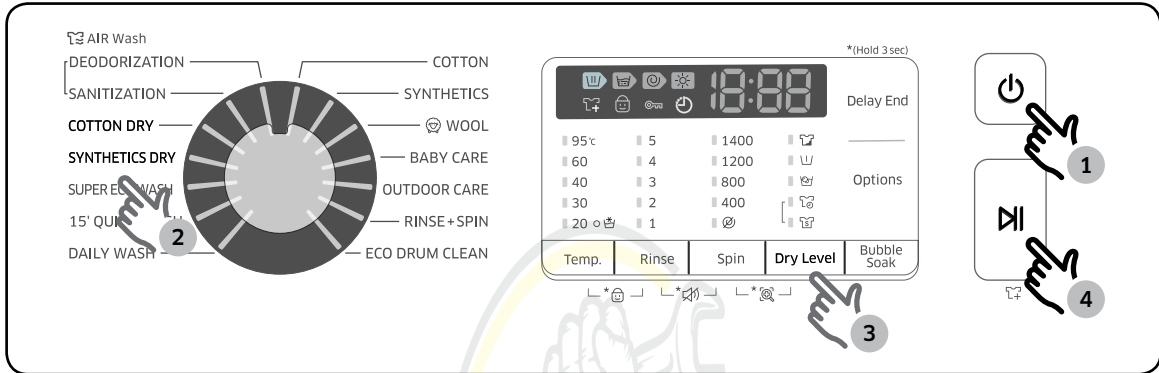 AIR Wash
DEODORIZATION
SANITIZATION
COTTON DRY
SYNTHETICS DRY
SUPER ECO WASH
15' QU
DAILY WASH
COTTON
SYNTHETICS
WOOL
BABY CARE
OUTDOOR CARE
RINSE+SPIN
ECO DRUM CLEAN
2
*(Hold 3 sec)
18:88
Delay End
Options
95℃ 5 1400
60 4 1200
40 3 800
30 2 400
20 1
Temp. Rinse Spin Dry Level Bubble Soak
* * *
3
1
4